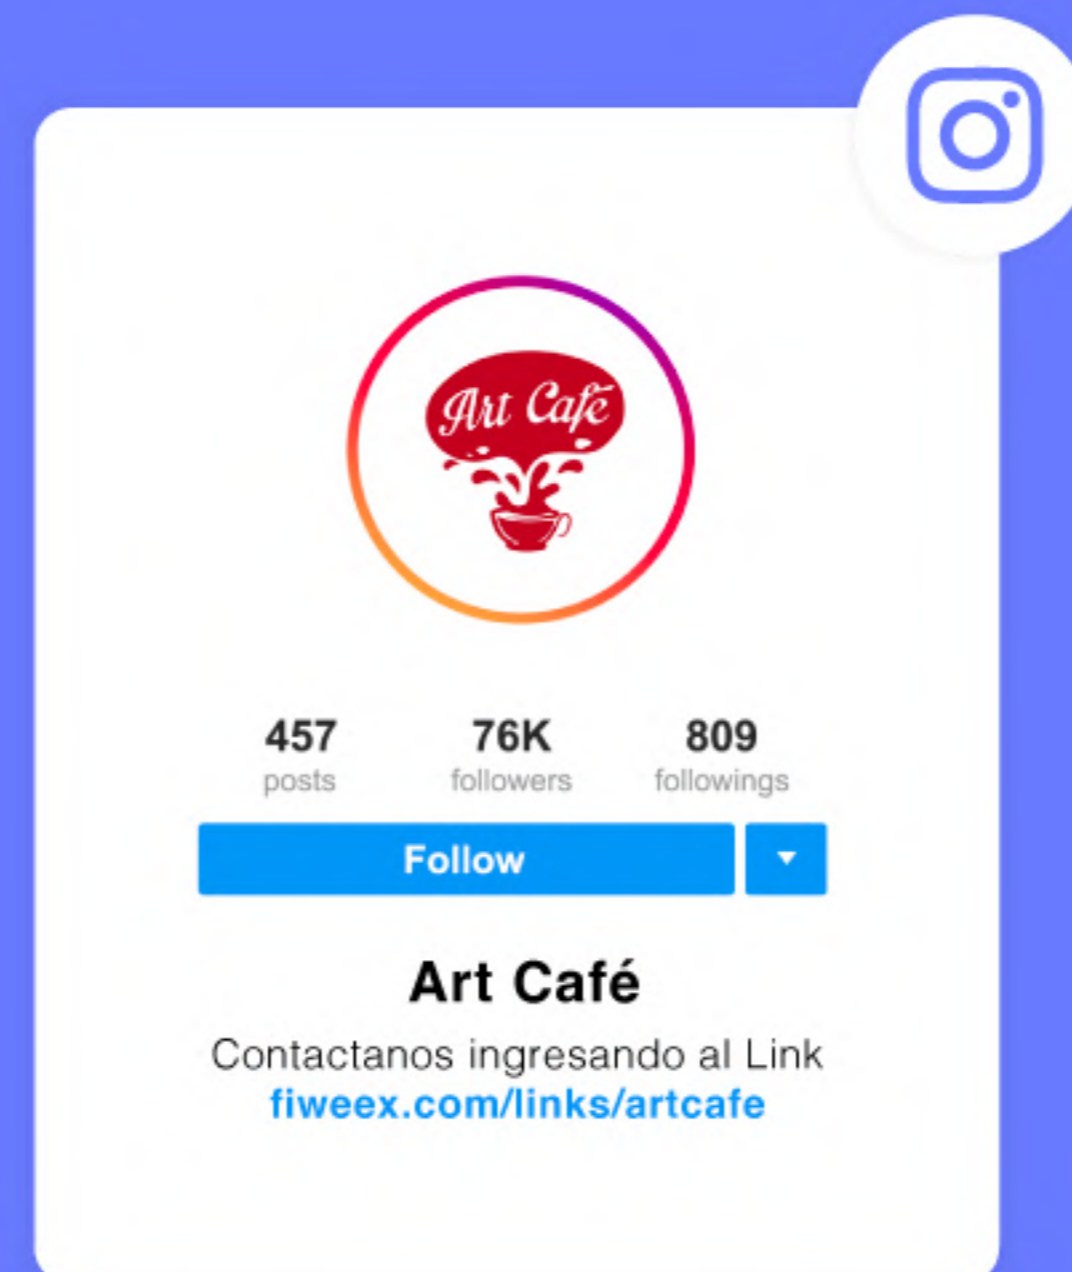 Art Café
457 76K 809
posts followers followings
Follow
Art Café
Contactanos ingresando al Link
fiweex.com/links/artcafe